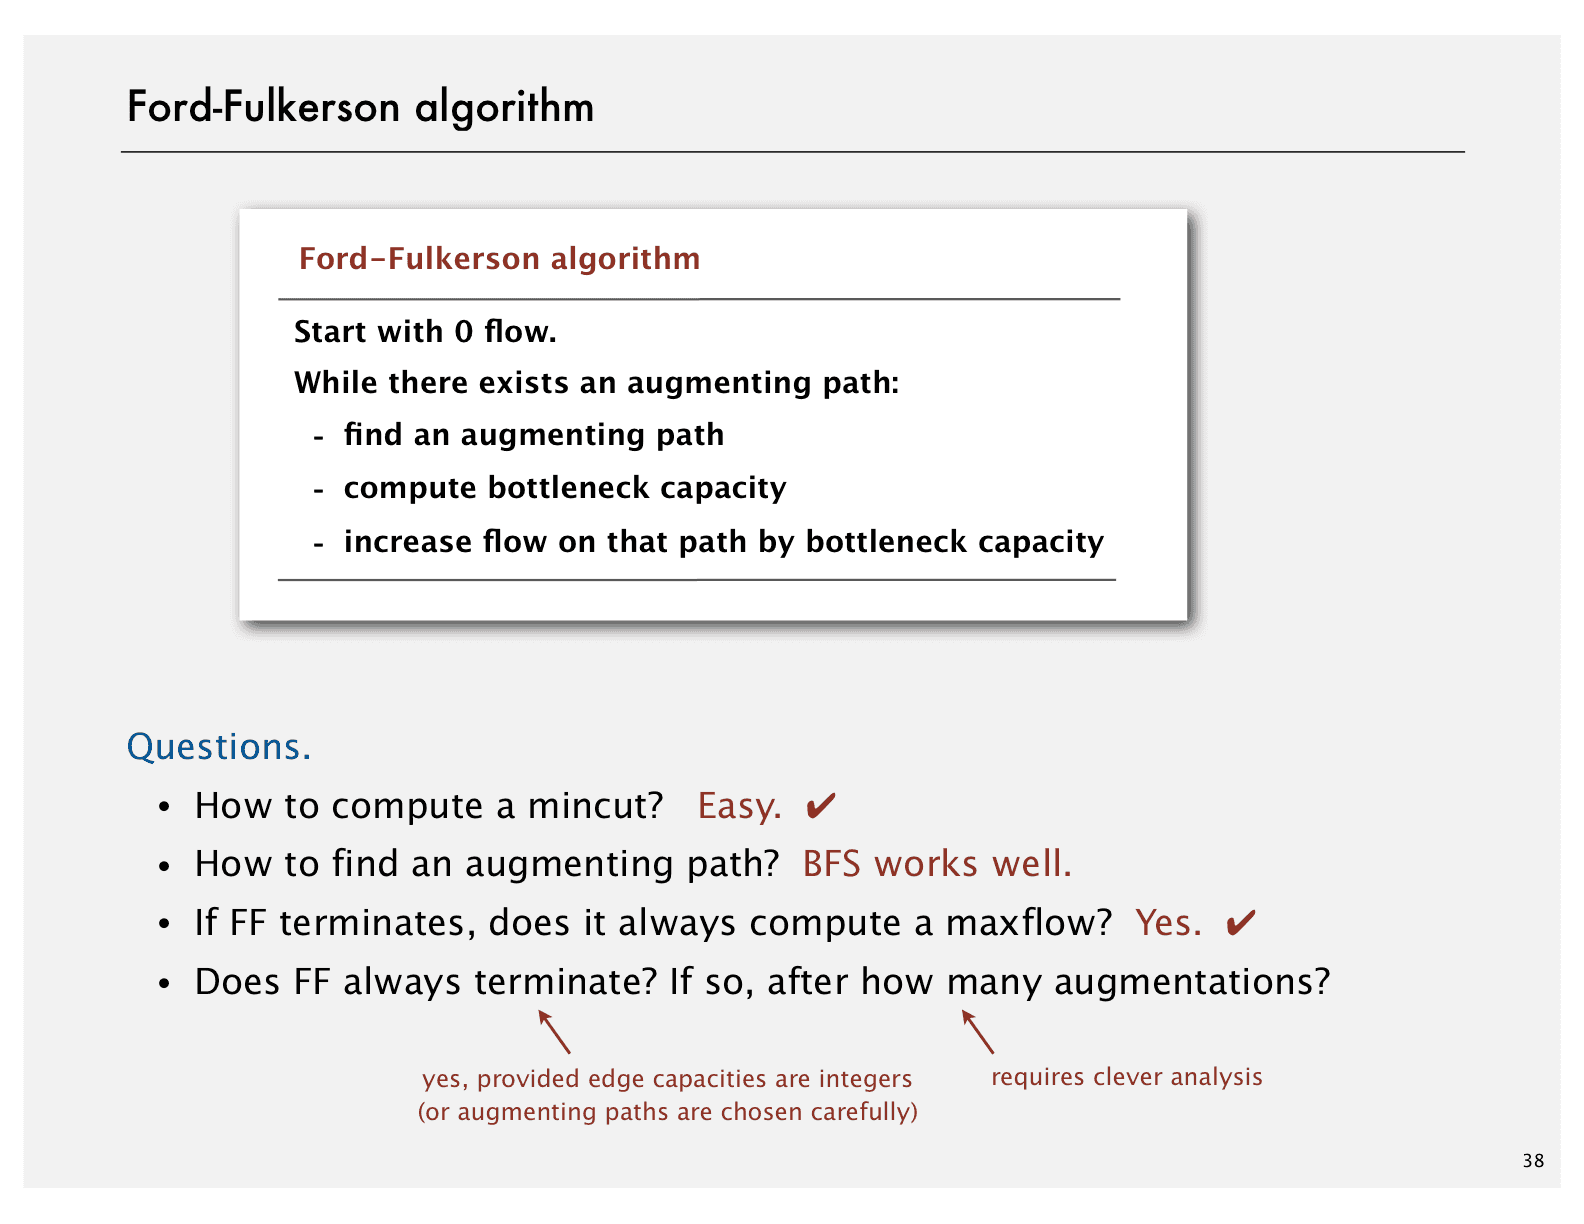 Ford-Fulkerson algorithm
Ford–Fulkerson algorithm
Start with 0 flow.
While there exists an augmenting path:
- find an augmenting path
- compute bottleneck capacity
- increase flow on that path by bottleneck capacity
Questions.
• How to compute a mincut? Easy. ✔
• How to find an augmenting path? BFS works well.
• If FF terminates, does it always compute a maxflow? Yes. ✔
• Does FF always terminate? If so, after how many augmentations?
yes, provided edge capacities are integers
(or augmenting paths are chosen carefully)
requires clever analysis
38